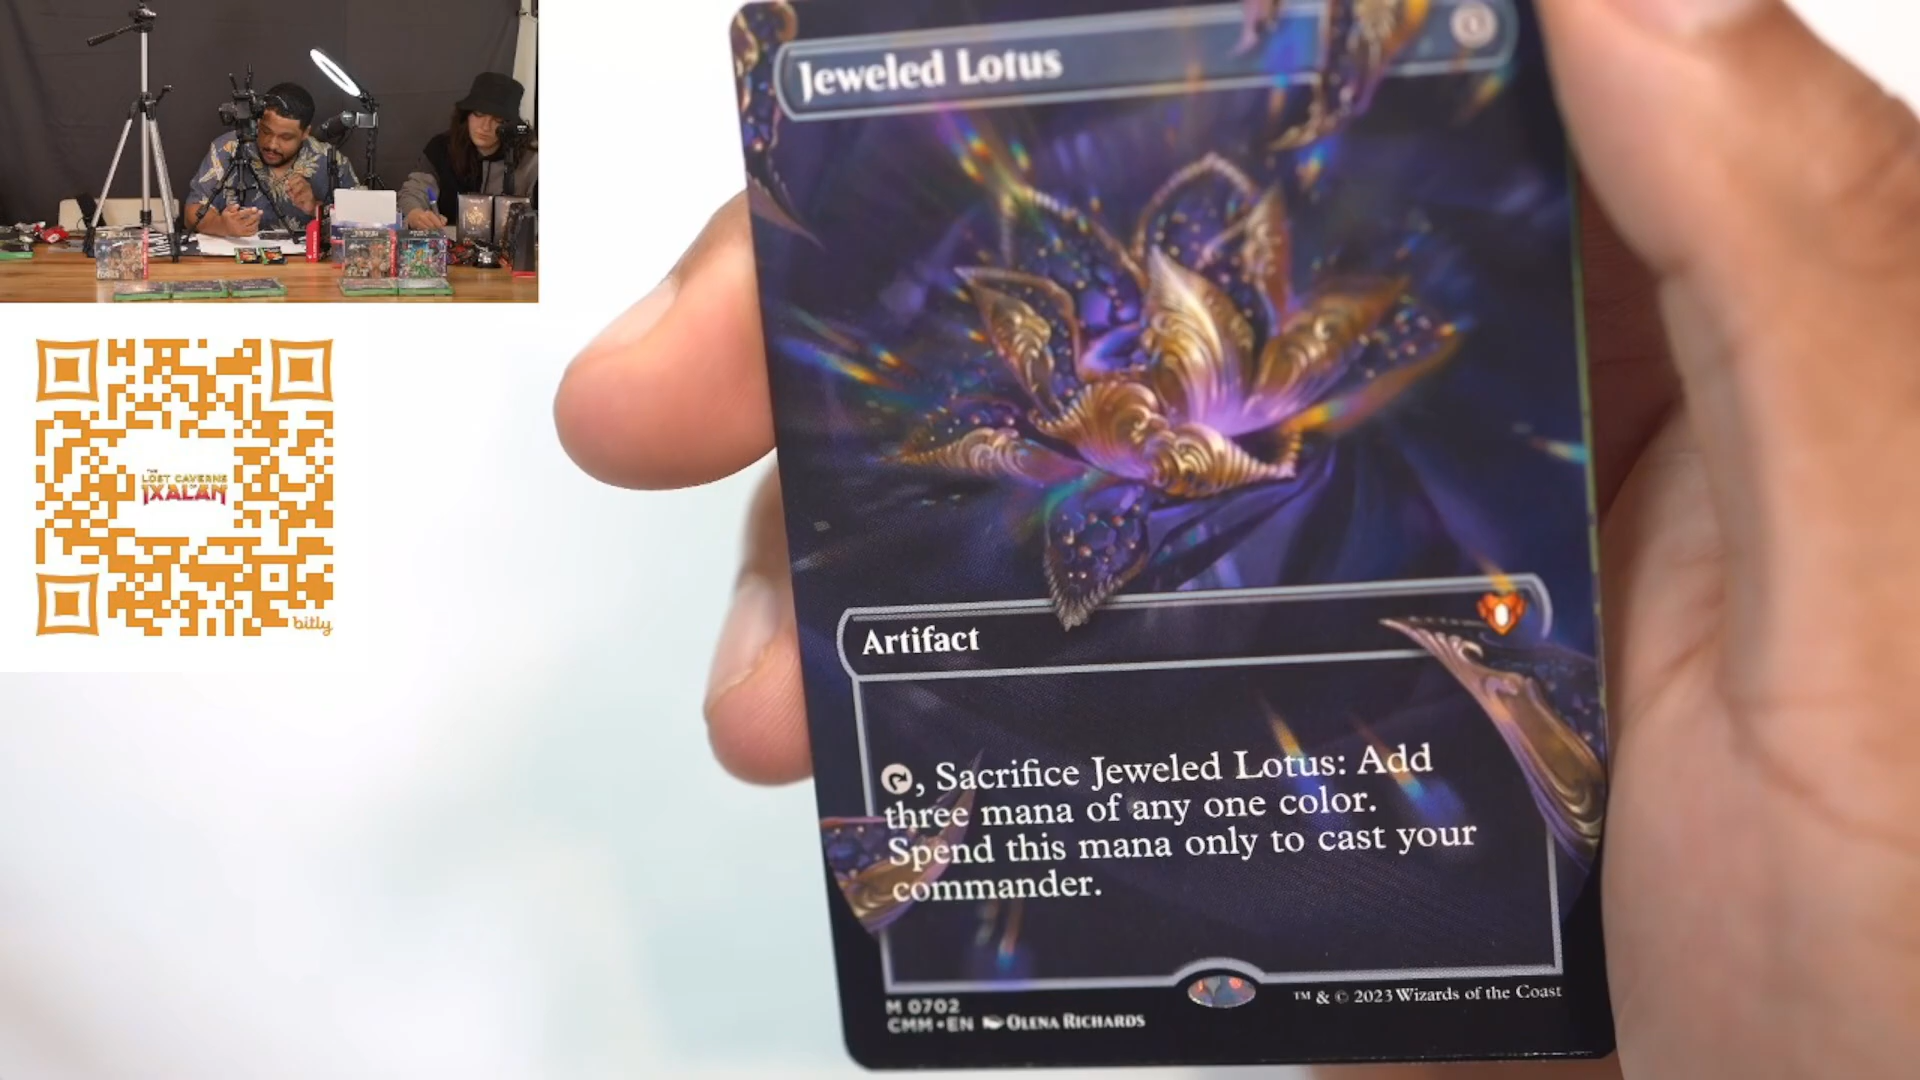 Jeweled Lotus
THE
LOST CAVERNS
OF
IXALAN
bitly
Artifact
, Sacrifice Jeweled Lotus: Add
three mana of any one color.
Spend this mana only to cast your
commander.
M 0702
CMM • EN OLENA RICHARDS
™ & © 2023 Wizards of the Coast